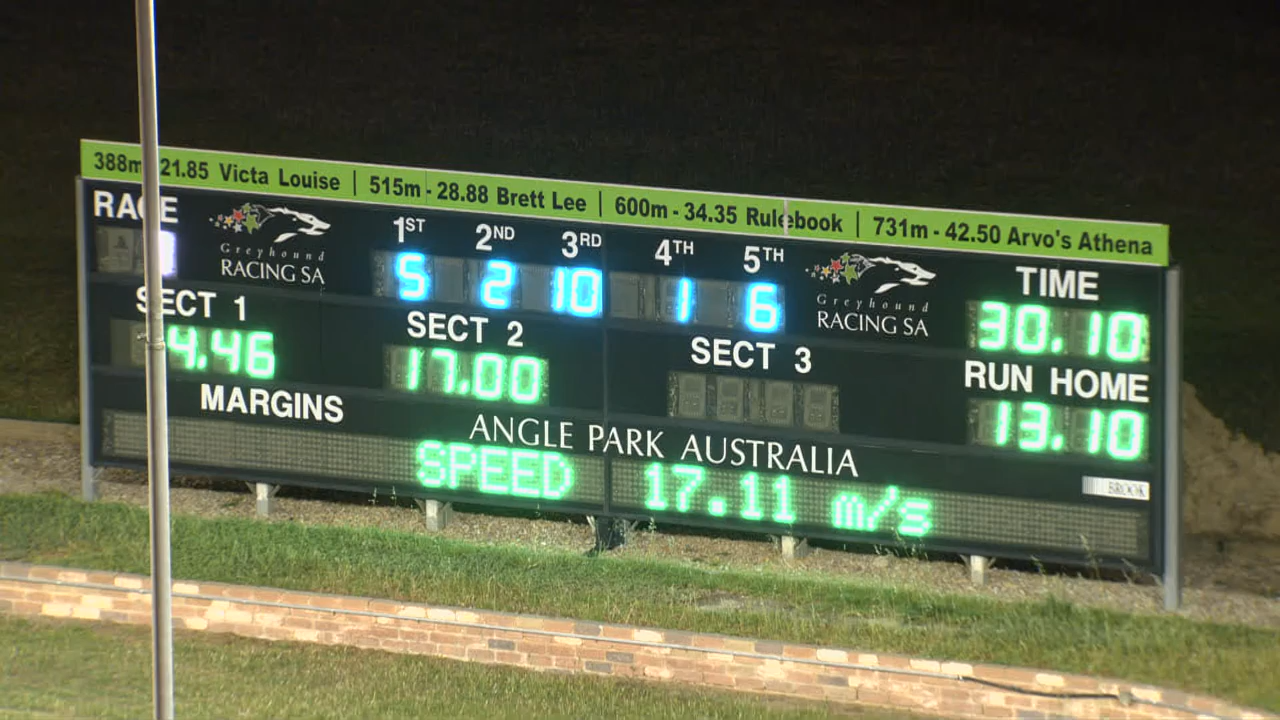 388m 21.85 Victa Louise | 515m - 28.88 Brett Lee | 600m - 34.35 Rulebook | 731m - 42.50 Arvo's Athena
RACE
Greyhound
RACING SA
1ST 2ND 3RD 4TH 5TH
5 2 10 1 6
Greyhound
RACING SA
TIME
30.10
SECT 1
4.46
SECT 2
17.00
SECT 3
RUN HOME
13.10
MARGINS
ANGLE PARK AUSTRALIA
SPEED 17.11 m/s
BROOK